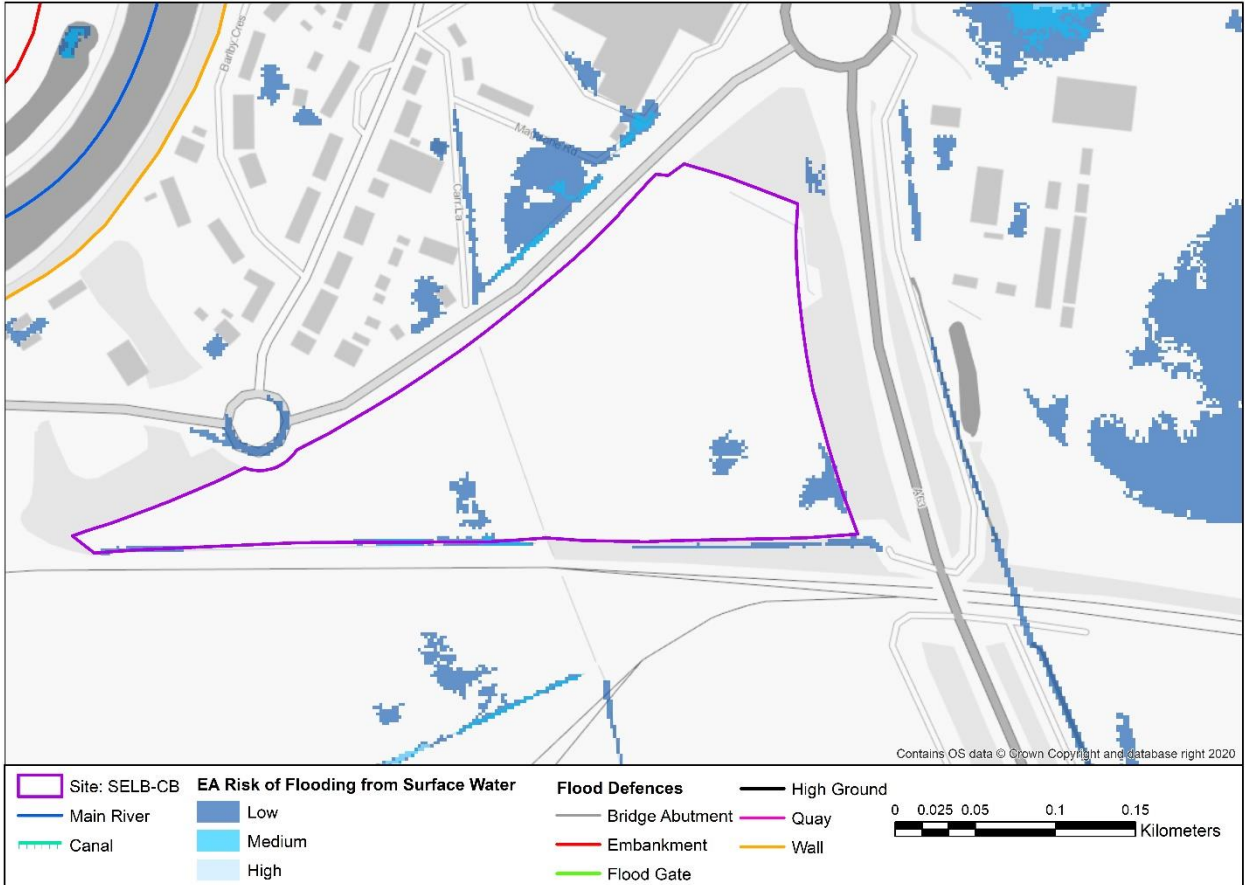 Barlby Cres
Carr La
A63
Contains OS data © Crown Copyright and database right 2020
Site: SELB-CB
Main River
Canal
EA Risk of Flooding from Surface Water
Low
Medium
High
Flood Defences
Bridge Abutment
Embankment
Flood Gate
High Ground
Quay
Wall
0 0.025 0.05 0.1 0.15
Kilometers